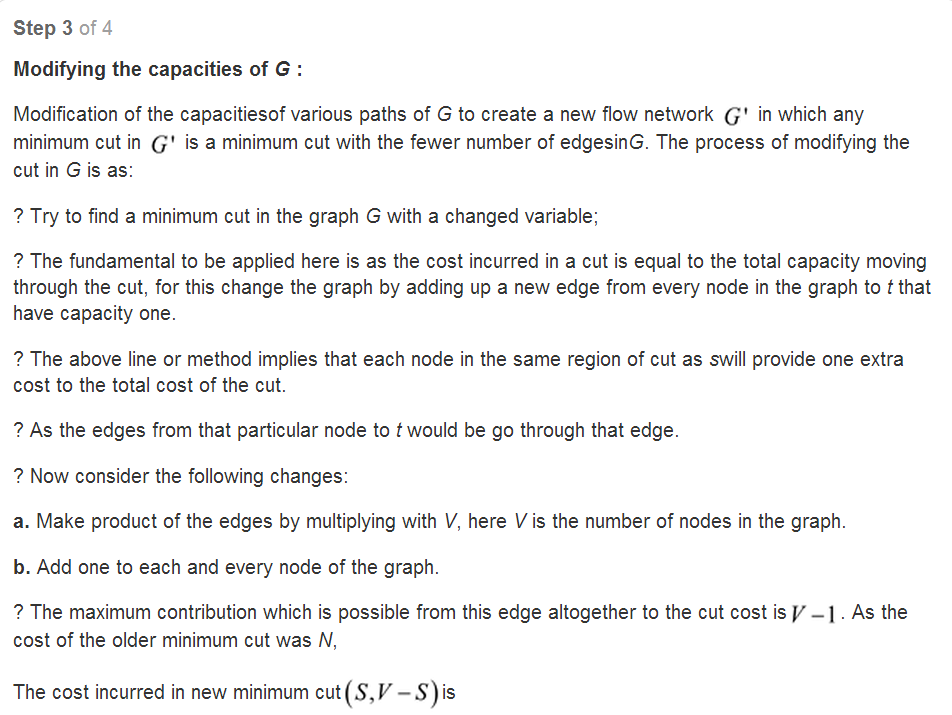 Step 3 of 4
Modifying the capacities of G :
Modification of the capacitiesof various paths of G to create a new flow network G' in which any
minimum cut in G' is a minimum cut with the fewer number of edgesinG. The process of modifying the
cut in G is as:
? Try to find a minimum cut in the graph G with a changed variable;
? The fundamental to be applied here is as the cost incurred in a cut is equal to the total capacity moving
through the cut, for this change the graph by adding up a new edge from every node in the graph to t that
have capacity one.
? The above line or method implies that each node in the same region of cut as swill provide one extra
cost to the total cost of the cut.
? As the edges from that particular node to t would be go through that edge.
? Now consider the following changes:
a. Make product of the edges by multiplying with V, here V is the number of nodes in the graph.
b. Add one to each and every node of the graph.
? The maximum contribution which is possible from this edge altogether to the cut cost is V – 1. As the
cost of the older minimum cut was N,
The cost incurred in new minimum cut (S,V – S) is